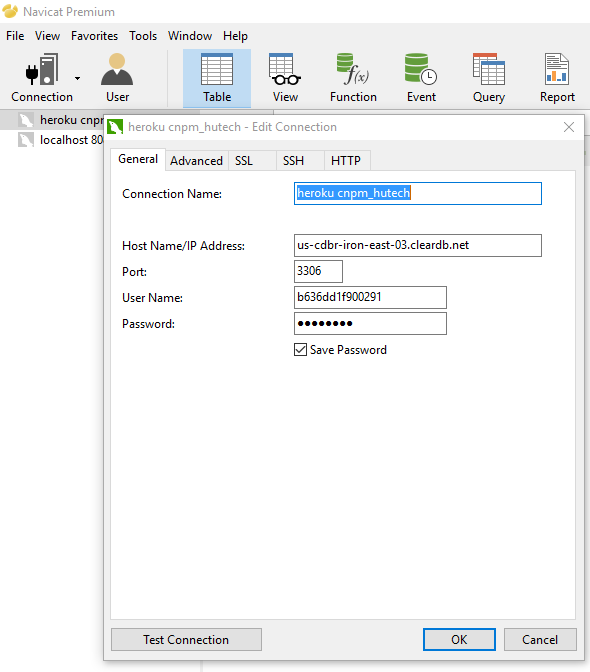 Navicat Premium
File View Favorites Tools Window Help
Connection User Table View Function Event Query Report
f(x)
heroku cnpm
localhost 80
heroku cnpm_hutech - Edit Connection
General Advanced SSL SSH HTTP
Connection Name: heroku cnpm_hutech
Host Name/IP Address: us-cdbr-iron-east-03.cleardb.net
Port: 3306
User Name: b636dd1f900291
Password: ●●●●●●●●
Save Password
Test Connection OK Cancel